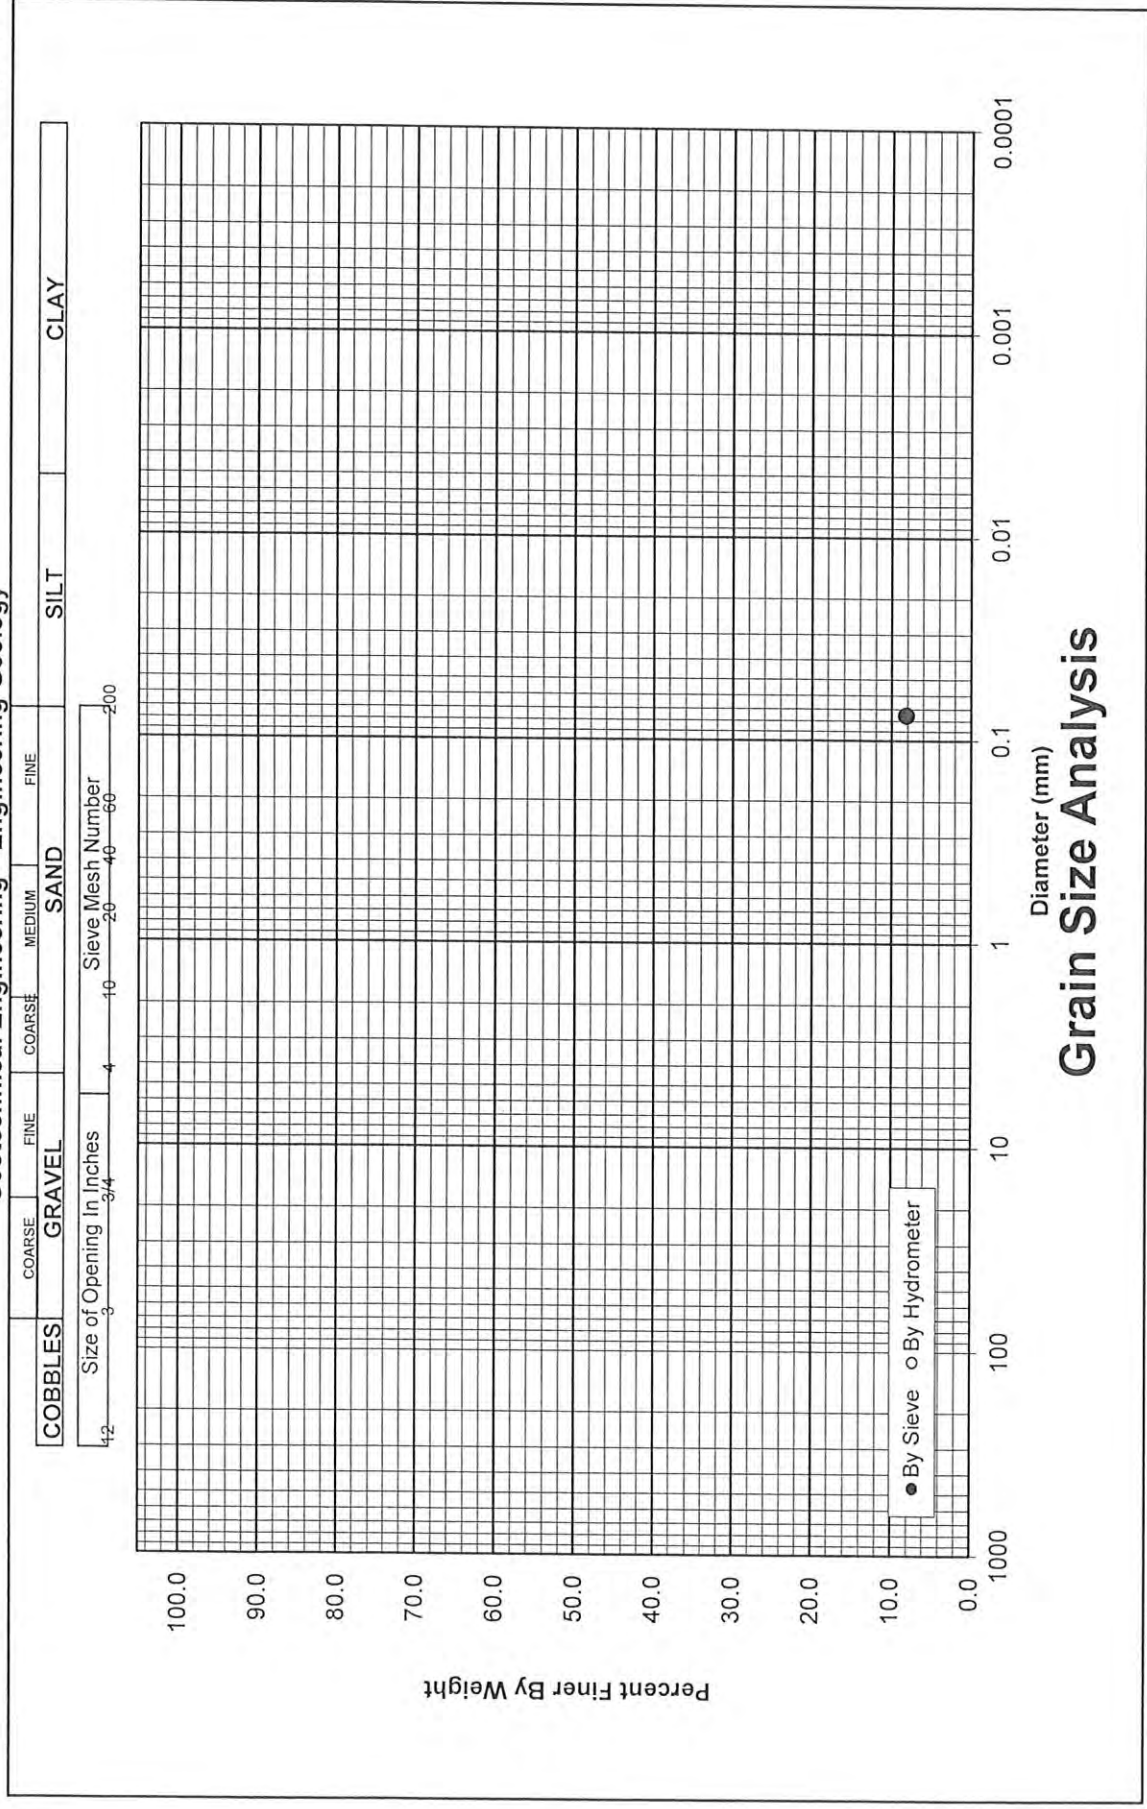 COARSE FINE COARSE MEDIUM FINE
COBBLES GRAVEL SAND SILT CLAY
Size of Opening In Inches Sieve Mesh Number
12 3 3/4 4 10 20 40 60 200
100.0
90.0
80.0
70.0
60.0
50.0
40.0
30.0
20.0
10.0
0.0
Percent Finer By Weight
By Sieve By Hydrometer
1000 100 10 1 0.1 0.01 0.001 0.0001
Diameter (mm)
Grain Size Analysis